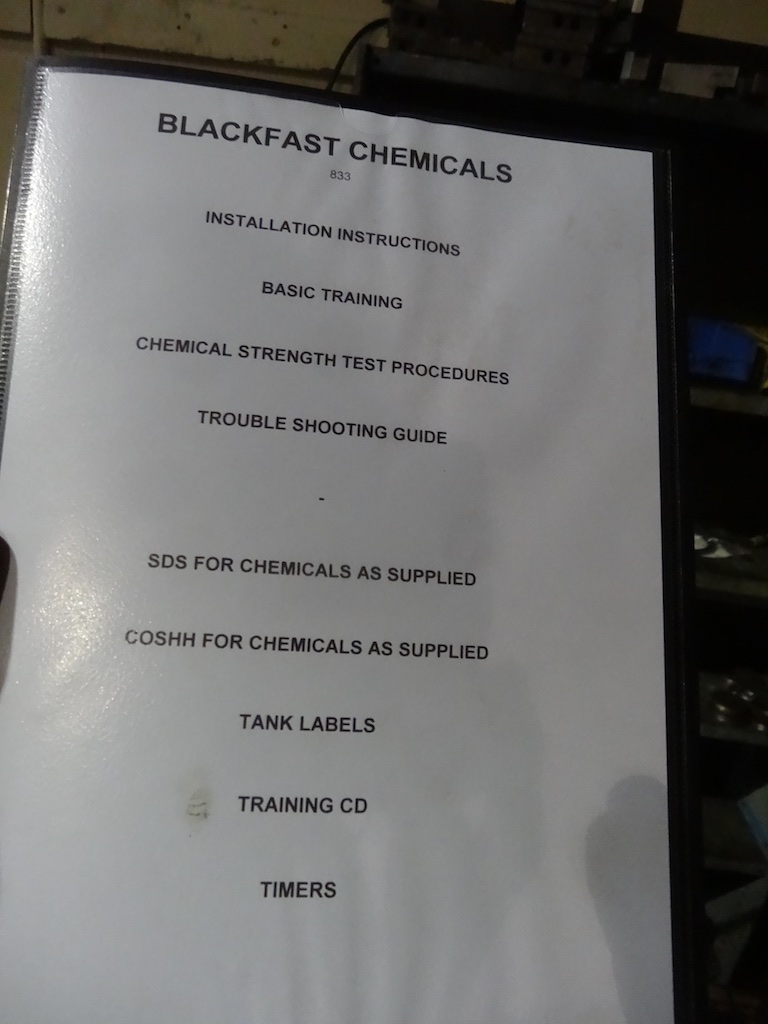 BLACKFAST CHEMICALS
833
INSTALLATION INSTRUCTIONS
BASIC TRAINING
CHEMICAL STRENGTH TEST PROCEDURES
TROUBLE SHOOTING GUIDE
-
SDS FOR CHEMICALS AS SUPPLIED
COSHH FOR CHEMICALS AS SUPPLIED
TANK LABELS
TRAINING CD
TIMERS